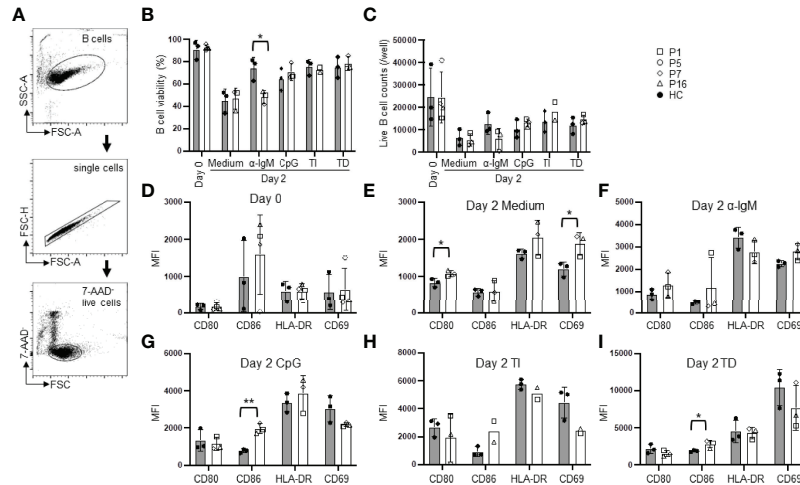 A
B cells
SSC-A
FSC-A
single cells
FSC-H
FSC-A
7-AAD-
live cells
7-AAD
FSC
B
B cell viability (%)
100
80
60
40
20
0
*
Day 0
Medium
α-IgM
CpG
TI
TD
Day 2
C
Live B cell counts (/well)
50000
40000
30000
20000
10000
0
Day 0
Medium
α-IgM
CpG
TI
TD
Day 2
P1
P5
P7
P16
HC
D
Day 0
MFI
3000
2000
1000
0
CD80
CD86
HLA-DR
CD69
E
Day 2 Medium
MFI
3000
2000
1000
0
*
*
CD80
CD86
HLA-DR
CD69
F
Day 2 α-IgM
MFI
5000
4000
3000
2000
1000
0
CD80
CD86
HLA-DR
CD69
G
Day 2 CpG
MFI
6000
4000
2000
0
**
CD80
CD86
HLA-DR
CD69
H
Day 2 TI
MFI
8000
6000
4000
2000
0
CD80
CD86
HLA-DR
CD69
I
Day 2 TD
MFI
15000
10000
5000
0
*
CD80
CD86
HLA-DR
CD69